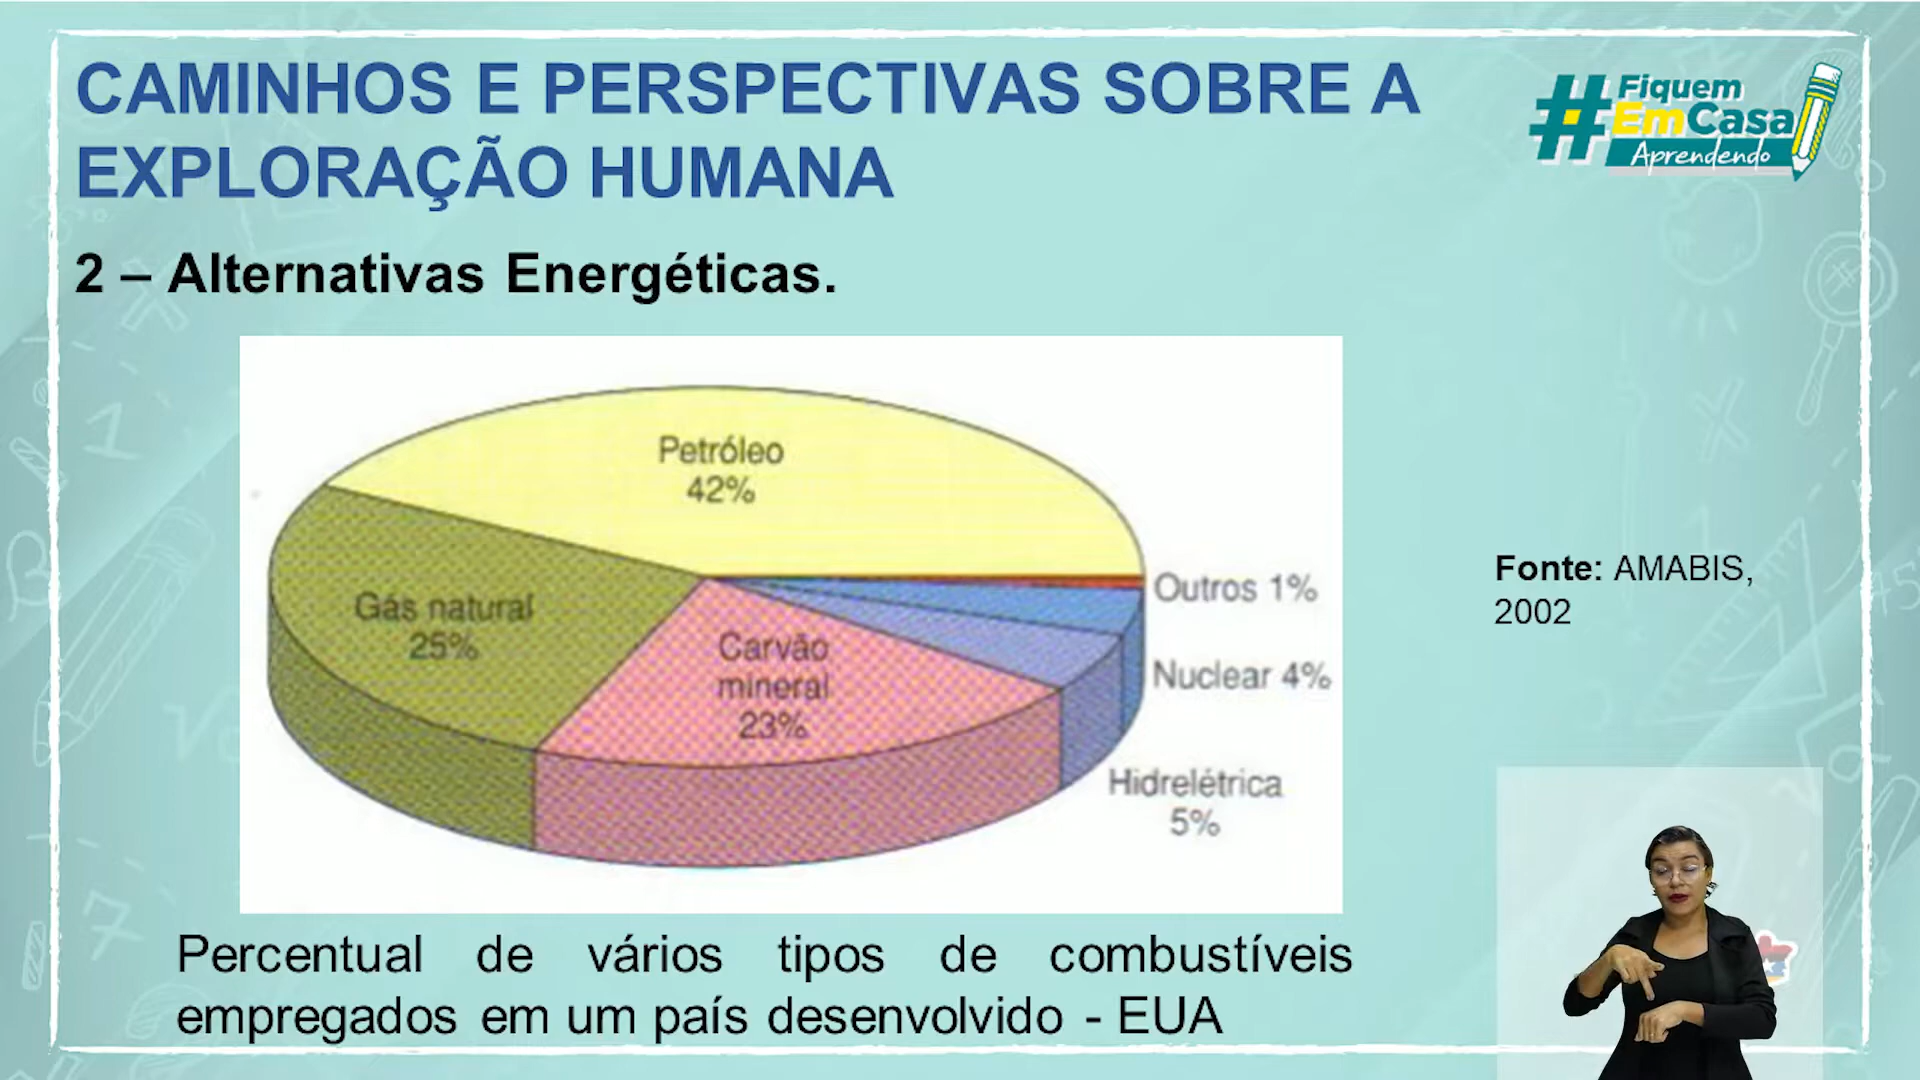 CAMINHOS E PERSPECTIVAS SOBRE A
EXPLORAÇÃO HUMANA
#Fiquem
EmCasa
Aprendendo
2 – Alternativas Energéticas.
Petróleo
42%
Gás natural
25%
Carvão
mineral
23%
Outros 1%
Nuclear 4%
Hidrelétrica
5%
Fonte: AMABIS,
2002
Percentual de vários tipos de combustíveis
empregados em um país desenvolvido - EUA